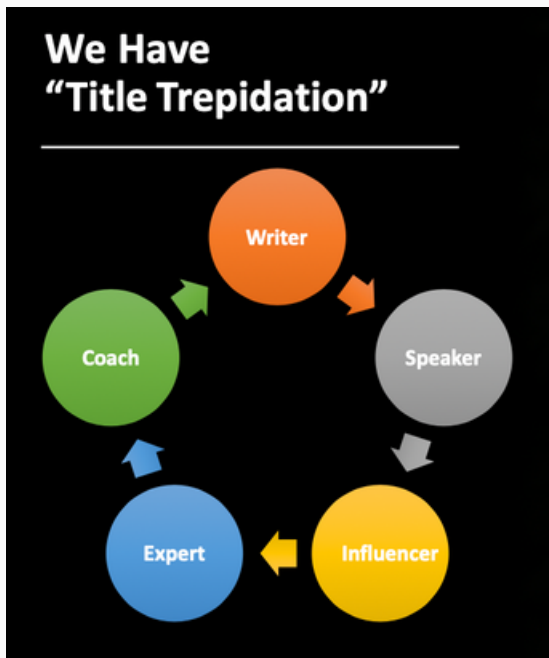 We Have
“Title Trepidation”
Writer
Speaker
Influencer
Expert
Coach